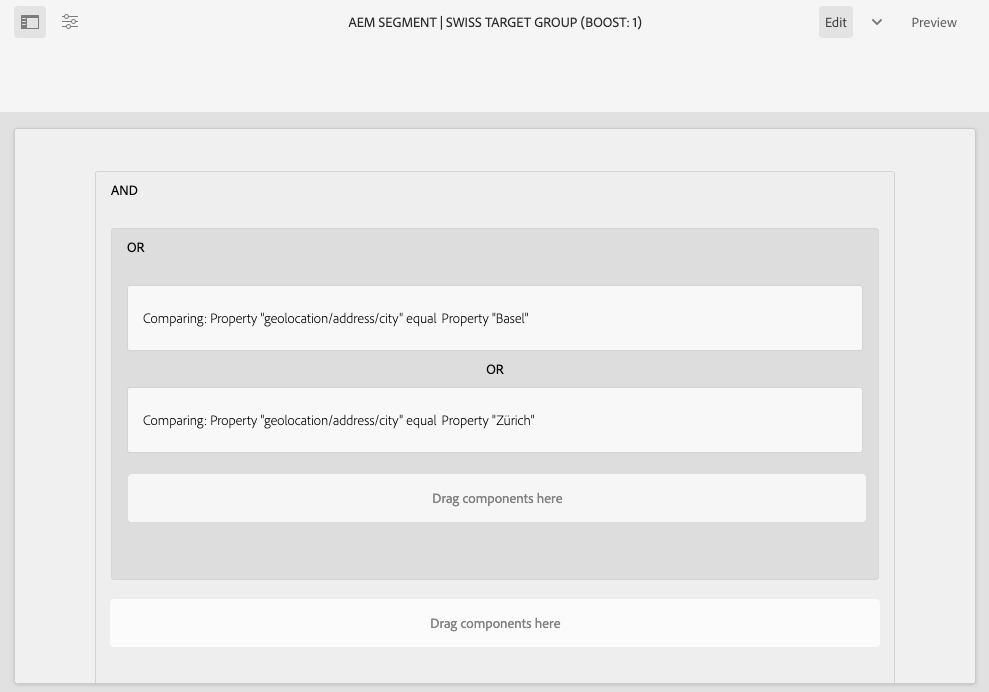 AEM SEGMENT | SWISS TARGET GROUP (BOOST: 1)
Edit
Preview
AND
OR
Comparing: Property "geolocation/address/city" equal Property "Basel"
OR
Comparing: Property "geolocation/address/city" equal Property "Zürich"
Drag components here
Drag components here